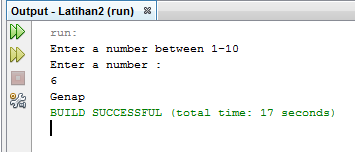 Output - Latihan2 (run)
run:
Enter a number between 1-10
Enter a number :
6
Genap
BUILD SUCCESSFUL (total time: 17 seconds)